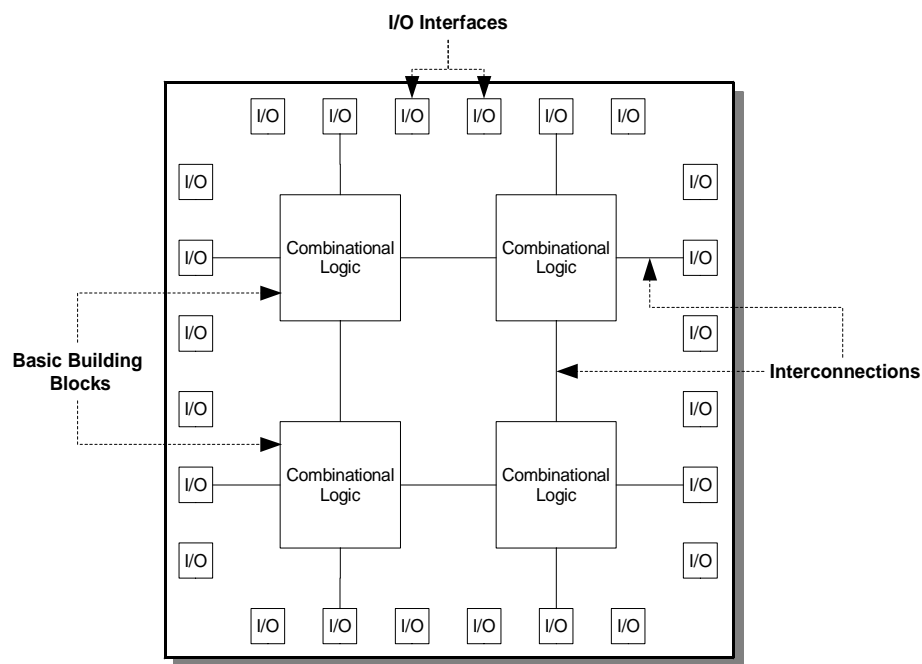 I/O Interfaces
I/O I/O I/O I/O I/O I/O
I/O I/O
Combinational Logic Combinational Logic
I/O I/O
I/O I/O
Basic Building
Blocks
Interconnections
I/O I/O
Combinational Logic Combinational Logic
I/O I/O
I/O I/O
I/O I/O I/O I/O I/O I/O